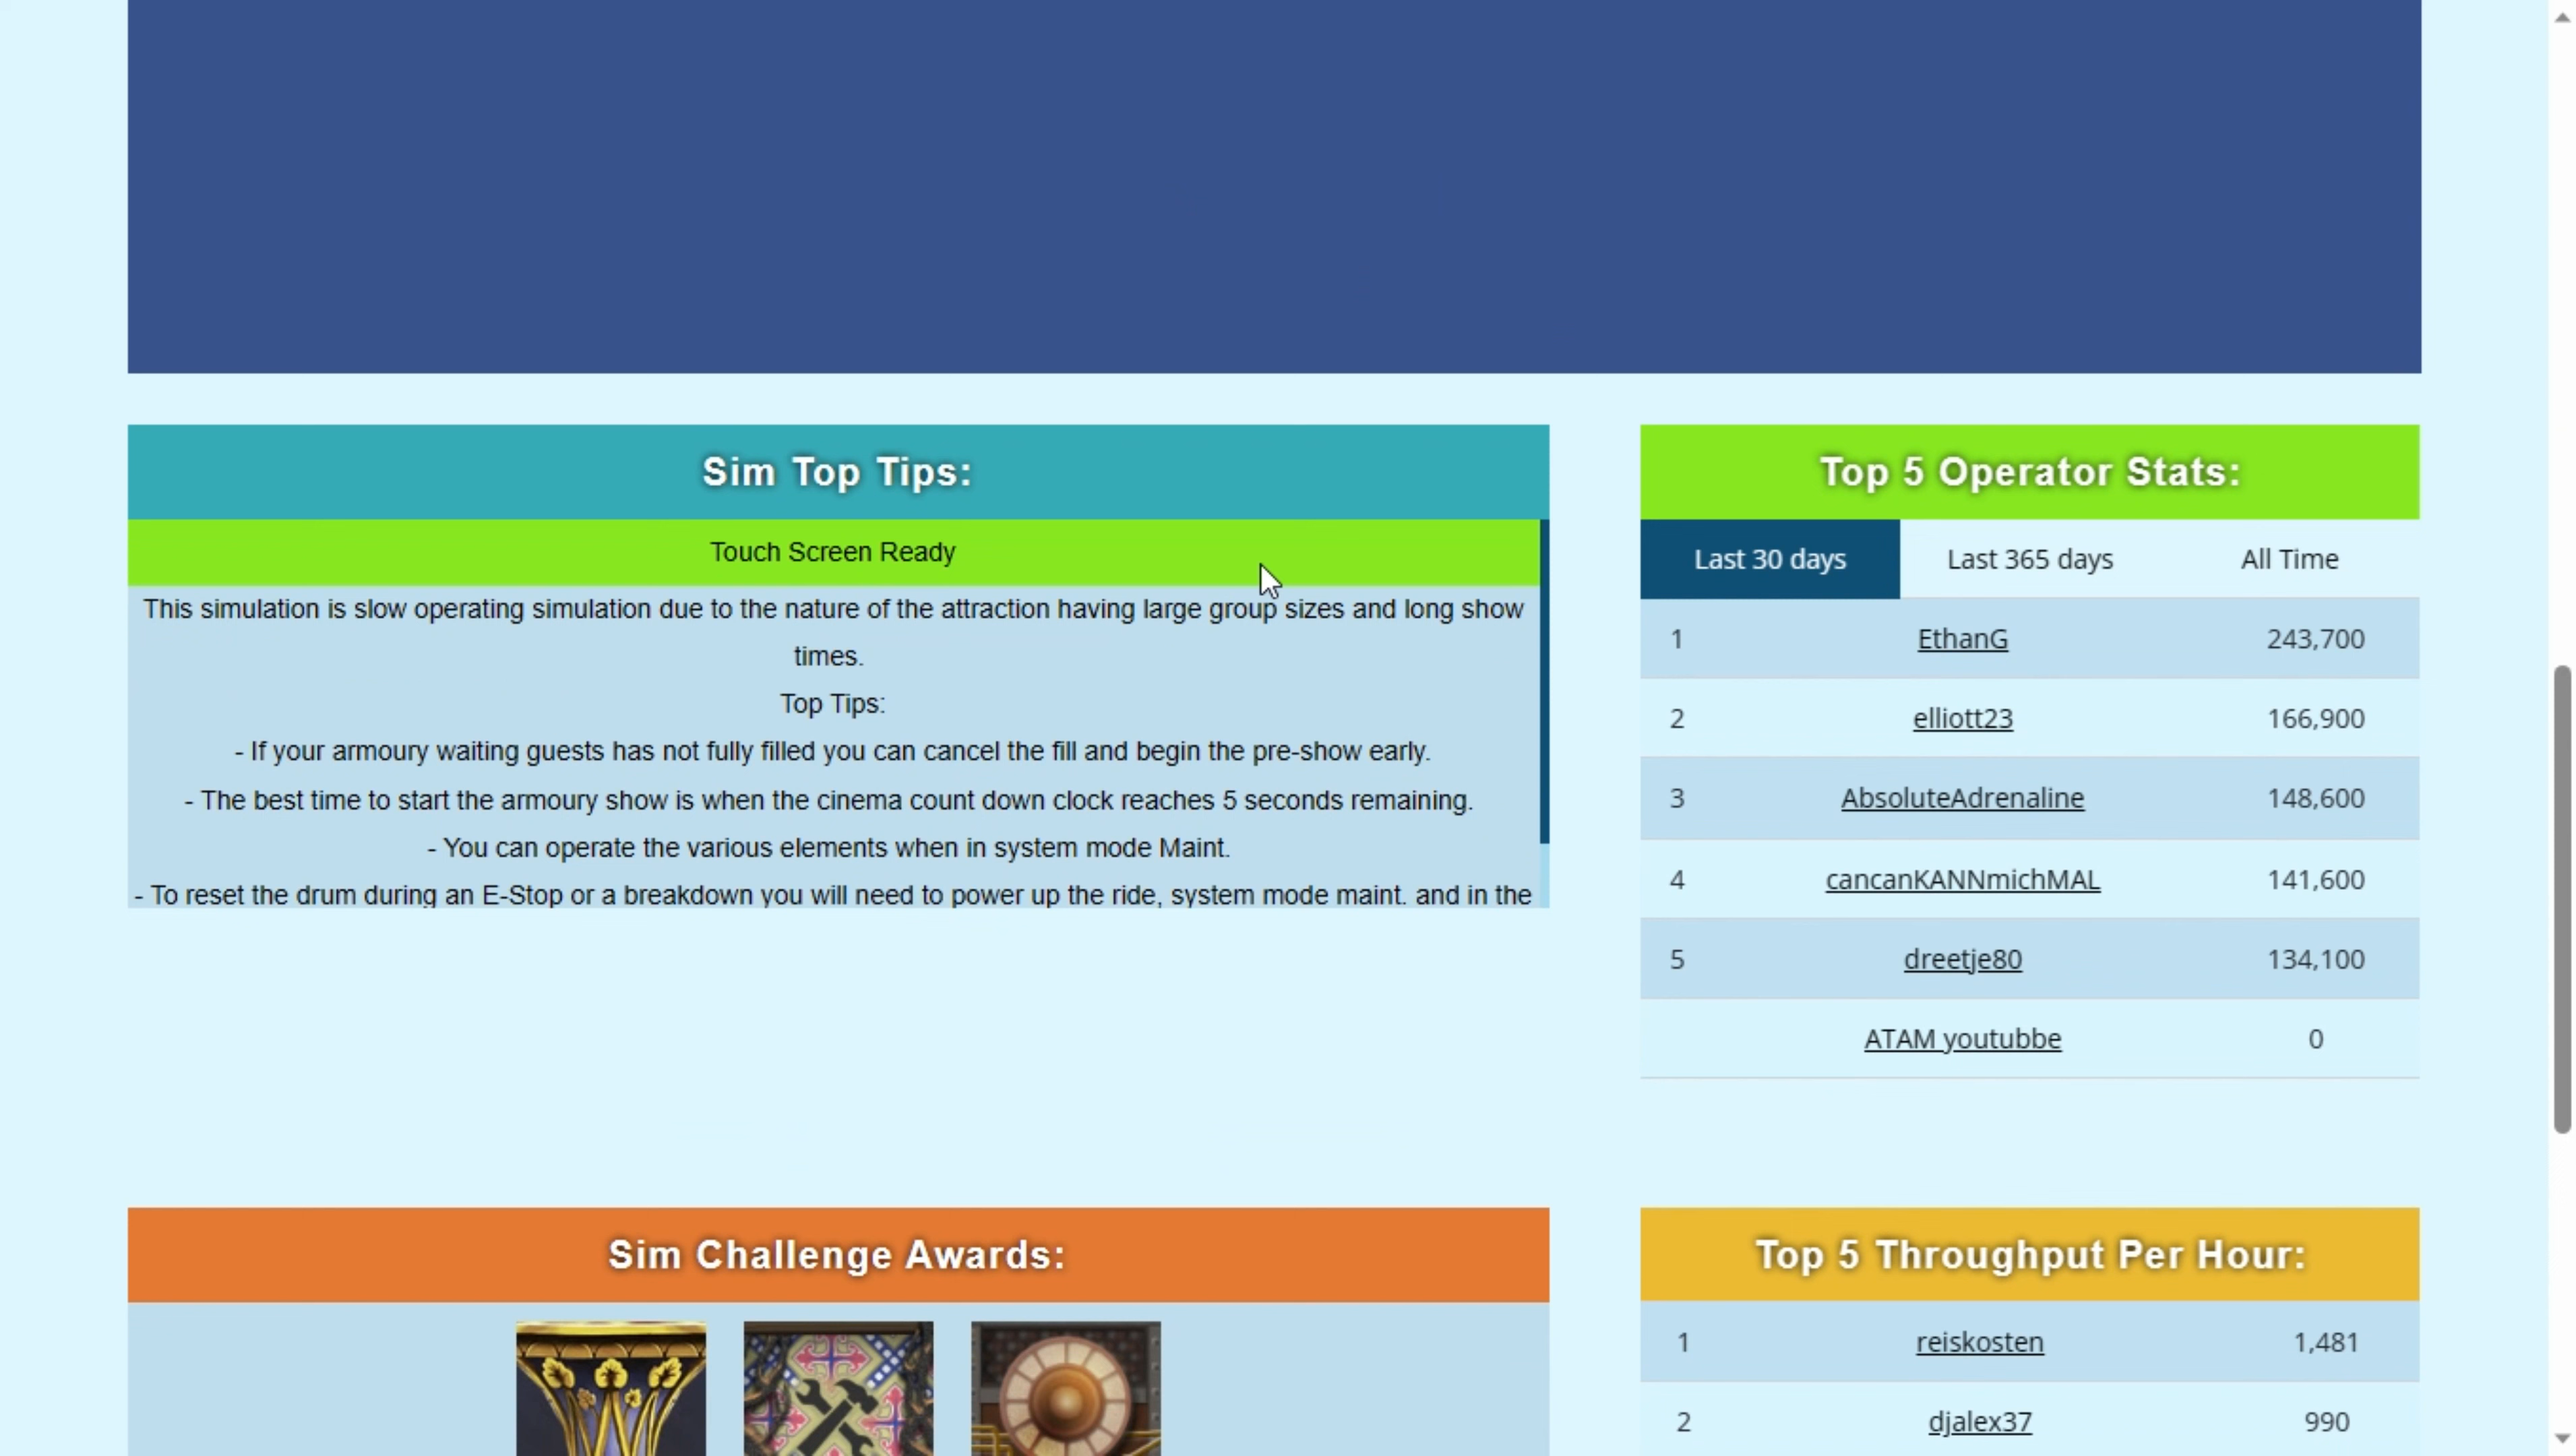 Sim Top Tips:
Touch Screen Ready
This simulation is slow operating simulation due to the nature of the attraction having large group sizes and long show
times.
Top Tips:
- If your armoury waiting guests has not fully filled you can cancel the fill and begin the pre-show early.
- The best time to start the armoury show is when the cinema count down clock reaches 5 seconds remaining.
- You can operate the various elements when in system mode Maint.
- To reset the drum during an E-Stop or a breakdown you will need to power up the ride, system mode maint. and in the
Top 5 Operator Stats:
Last 30 days Last 365 days All Time
1 EthanG 243,700
2 elliott23 166,900
3 AbsoluteAdrenaline 148,600
4 cancanKANNmichMAL 141,600
5 dreetje80 134,100
ATAM youtubbe 0
Sim Challenge Awards:
Top 5 Throughput Per Hour:
1 reiskosten 1,481
2 djalex37 990